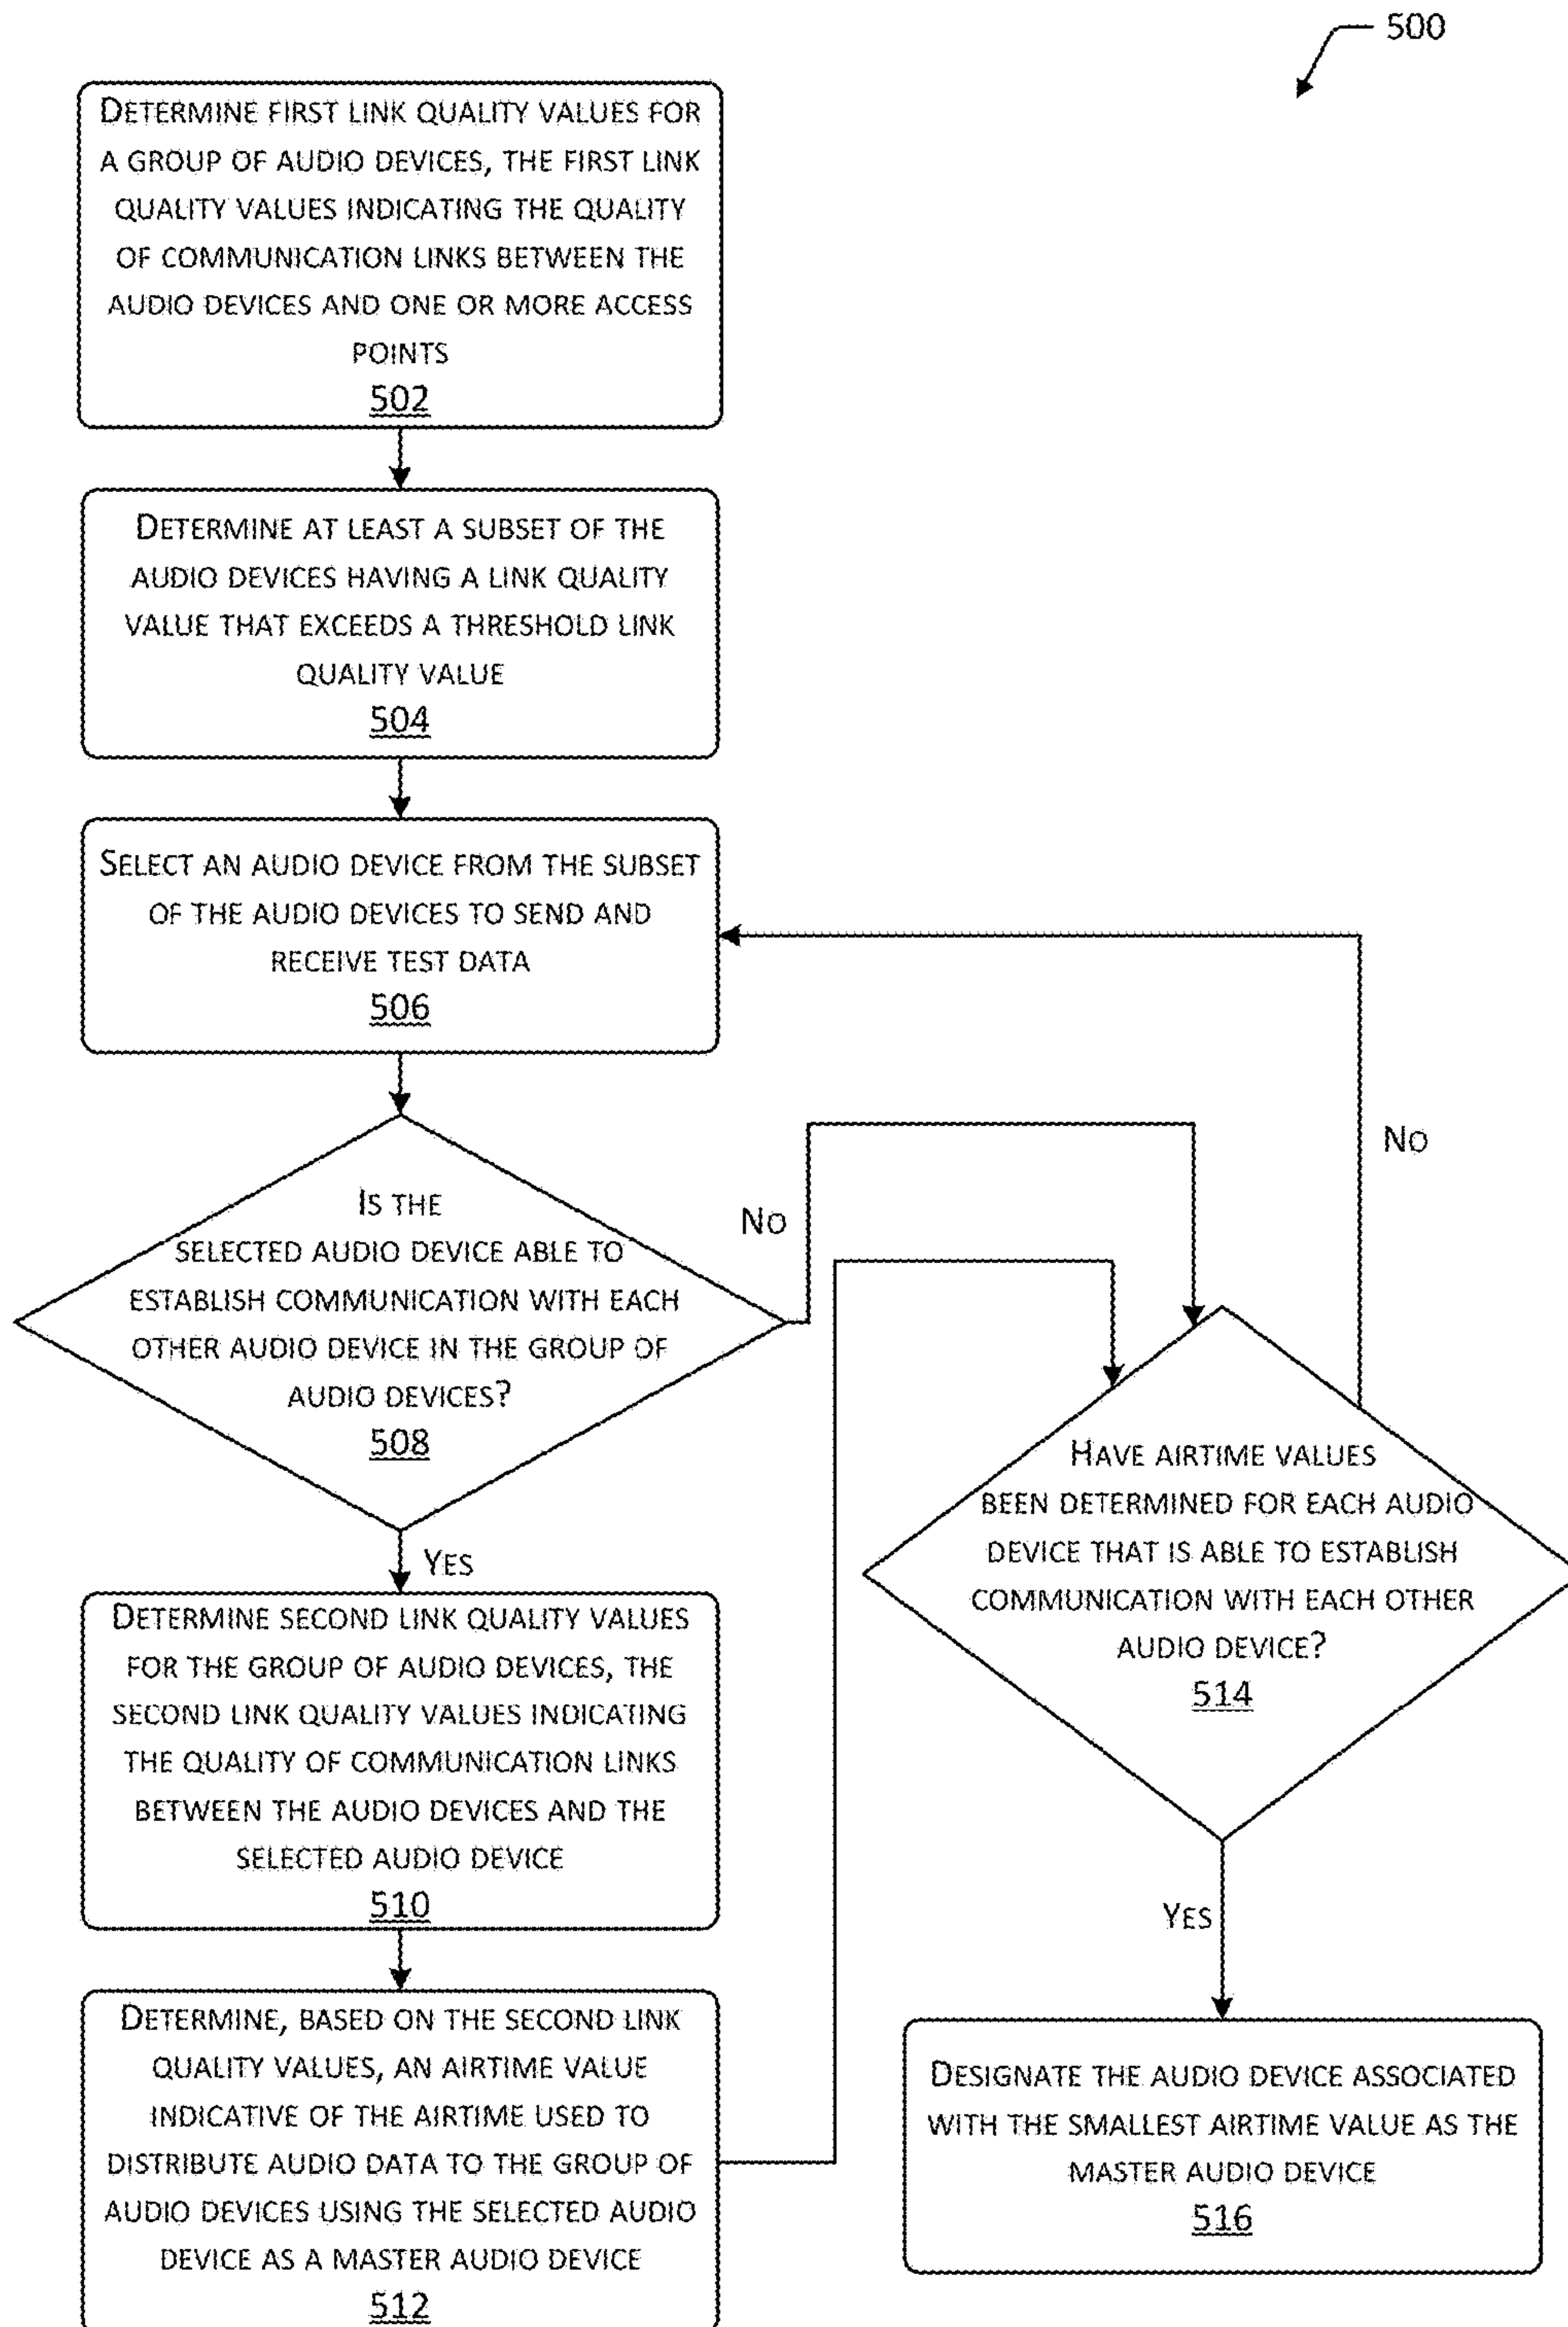 500
DETERMINE FIRST LINK QUALITY VALUES FOR
A GROUP OF AUDIO DEVICES, THE FIRST LINK
QUALITY VALUES INDICATING THE QUALITY
OF COMMUNICATION LINKS BETWEEN THE
AUDIO DEVICES AND ONE OR MORE ACCESS
POINTS
502
DETERMINE AT LEAST A SUBSET OF THE
AUDIO DEVICES HAVING A LINK QUALITY
VALUE THAT EXCEEDS A THRESHOLD LINK
QUALITY VALUE
504
SELECT AN AUDIO DEVICE FROM THE SUBSET
OF THE AUDIO DEVICES TO SEND AND
RECEIVE TEST DATA
506
IS THE
SELECTED AUDIO DEVICE ABLE TO
ESTABLISH COMMUNICATION WITH EACH
OTHER AUDIO DEVICE IN THE GROUP OF
AUDIO DEVICES?
508
NO
NO
YES
DETERMINE SECOND LINK QUALITY VALUES
FOR THE GROUP OF AUDIO DEVICES, THE
SECOND LINK QUALITY VALUES INDICATING
THE QUALITY OF COMMUNICATION LINKS
BETWEEN THE AUDIO DEVICES AND THE
SELECTED AUDIO DEVICE
510
DETERMINE, BASED ON THE SECOND LINK
QUALITY VALUES, AN AIRTIME VALUE
INDICATIVE OF THE AIRTIME USED TO
DISTRIBUTE AUDIO DATA TO THE GROUP OF
AUDIO DEVICES USING THE SELECTED AUDIO
DEVICE AS A MASTER AUDIO DEVICE
512
HAVE AIRTIME VALUES
BEEN DETERMINED FOR EACH AUDIO
DEVICE THAT IS ABLE TO ESTABLISH
COMMUNICATION WITH EACH OTHER
AUDIO DEVICE?
514
YES
DESIGNATE THE AUDIO DEVICE ASSOCIATED
WITH THE SMALLEST AIRTIME VALUE AS THE
MASTER AUDIO DEVICE
516